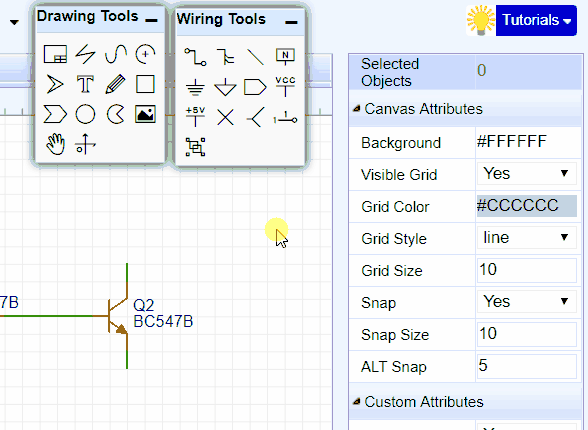 Drawing Tools
Wiring Tools
N
VCC
+5V
1
T
Tutorials
Selected Objects
0
Canvas Attributes
Background
#FFFFFF
Visible Grid
Yes
Grid Color
#CCCCCC
Grid Style
line
Grid Size
10
Snap
Yes
Snap Size
10
ALT Snap
5
Custom Attributes
7B
Q2
BC547B